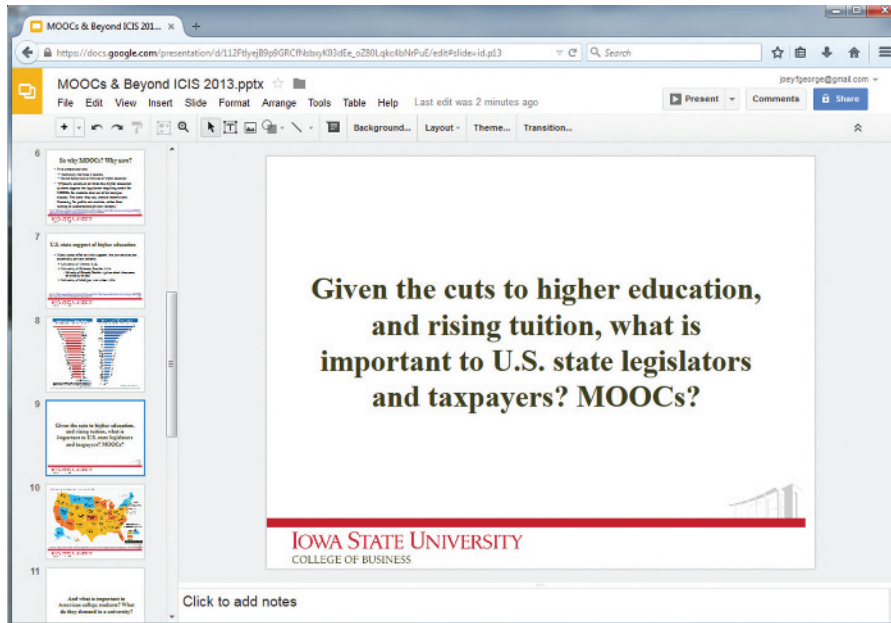 MOOCs & Beyond ICIS 201... ×
https://docs.google.com/presentation/d/112FtlyejB9p9GRCfNsbxyK03dEe_oZ80Lqkc4bNrPuE/edit#slide=id.p13
Search
joeyfgeorge@gmail.com
MOOCs & Beyond ICIS 2013.pptx
File Edit View Insert Slide Format Arrange Tools Table Help Last edit was 2 minutes ago
Present Comments Share
Background... Layout Theme... Transition...
6
So why MOOCs? Why now?
7
U.S. state support of higher education
8
9
Given the cuts to higher education,
and rising tuition, what is
important to U.S. state legislators
and taxpayers? MOOCs?
10
11
And what is important to
American college students? What
do they demand in a university?
Given the cuts to higher education,
and rising tuition, what is
important to U.S. state legislators
and taxpayers? MOOCs?
IOWA STATE UNIVERSITY
COLLEGE OF BUSINESS
Click to add notes